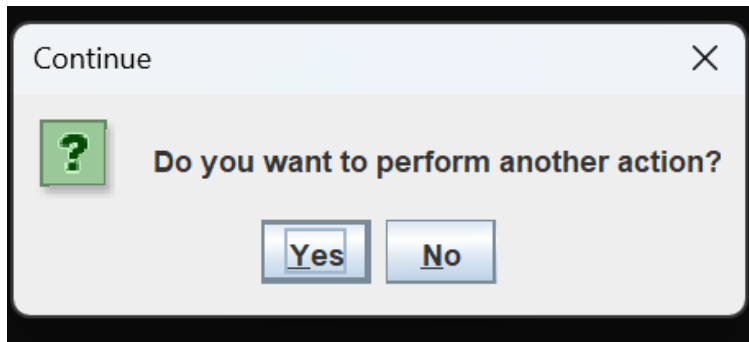 Continue
Do you want to perform another action?
Yes No